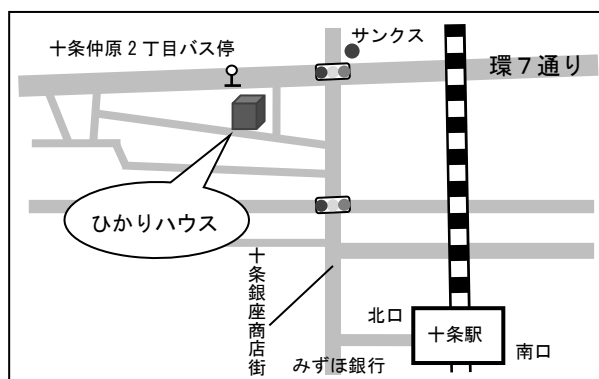 サンクス
十条仲原２丁目バス停
環７通り
ひかりハウス
十条銀座商店街
北口
十条駅
南口
みずほ銀行